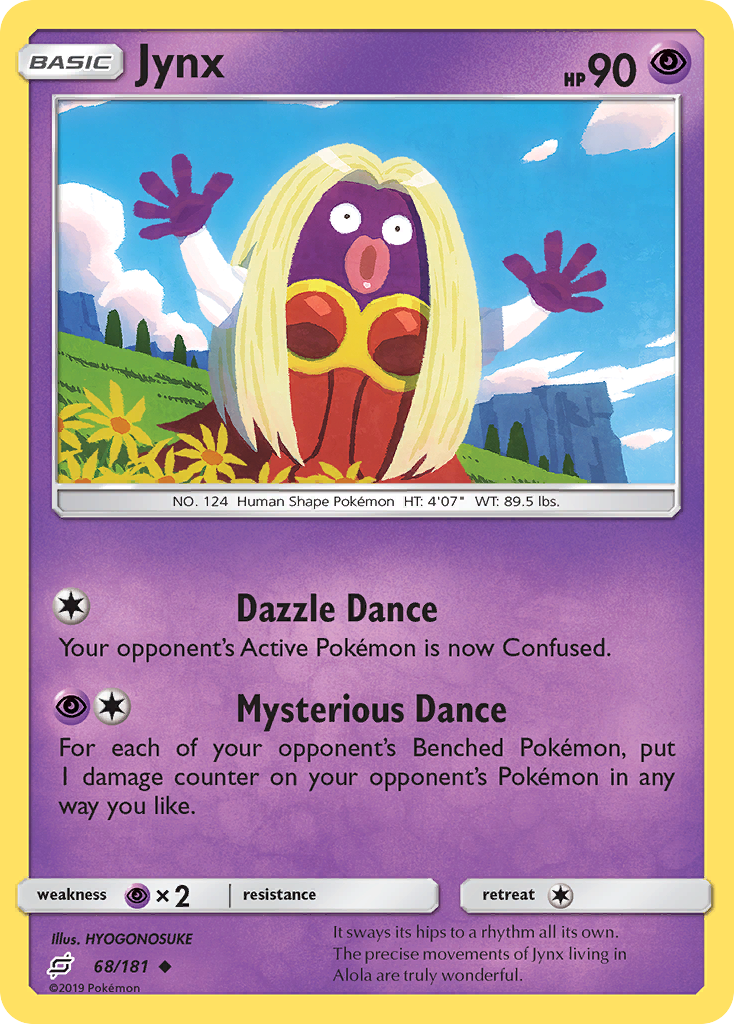 BASIC Jynx HP 90
NO. 124 Human Shape Pokémon HT: 4'07" WT: 89.5 lbs.
Dazzle Dance
Your opponent's Active Pokémon is now Confused.
Mysterious Dance
For each of your opponent's Benched Pokémon, put
1 damage counter on your opponent's Pokémon in any
way you like.
weakness ×2 resistance retreat
Illus. HYOGONOSUKE
68/181
©2019 Pokémon
It sways its hips to a rhythm all its own.
The precise movements of Jynx living in
Alola are truly wonderful.